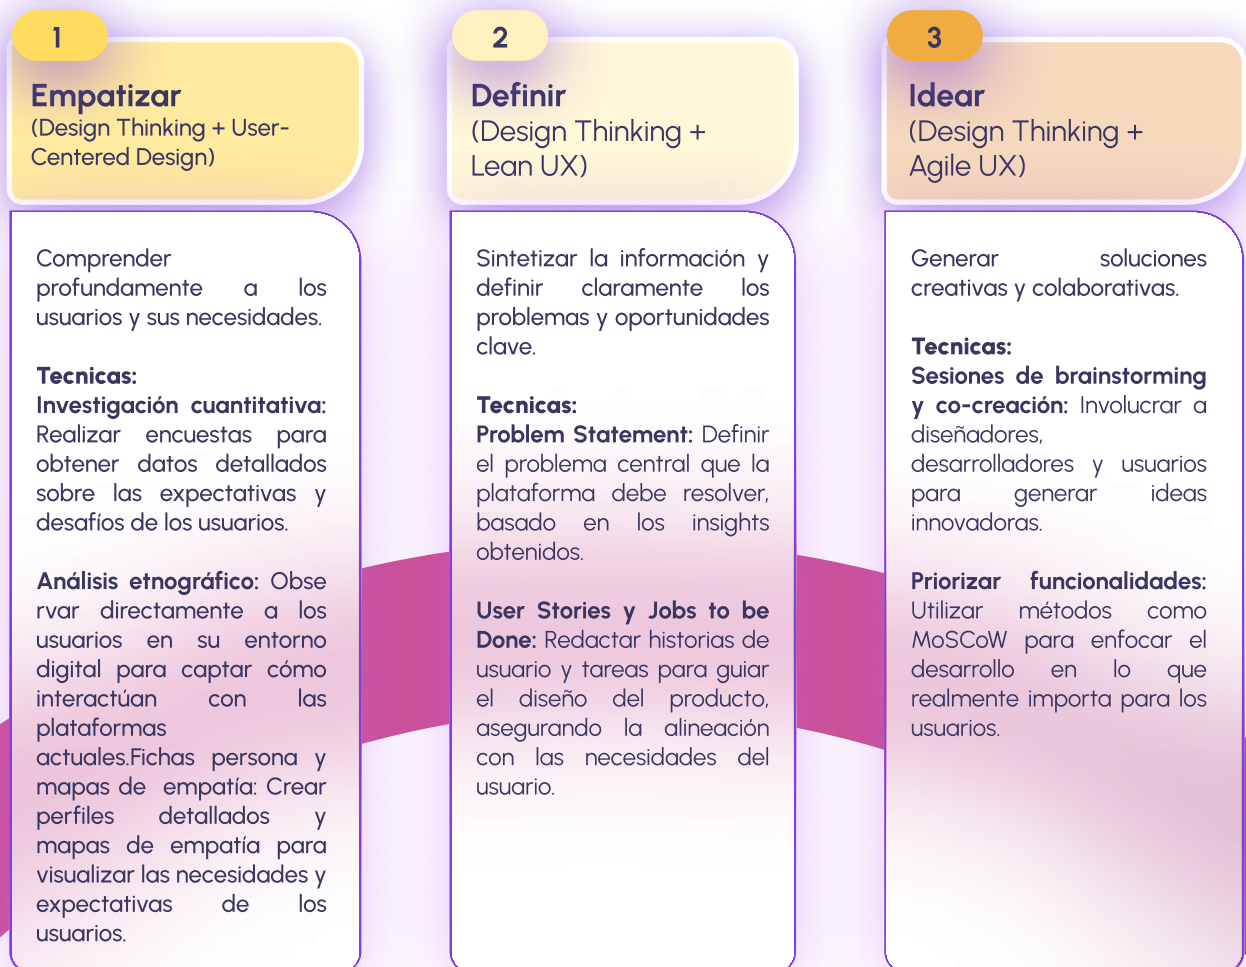 1
Empatizar
(Design Thinking + User-
Centered Design)
Comprender
profundamente a los
usuarios y sus necesidades.
Tecnicas:
Investigación cuantitativa:
Realizar encuestas para
obtener datos detallados
sobre las expectativas y
desafíos de los usuarios.
Análisis etnográfico: Obse
rvar directamente a los
usuarios en su entorno
digital para captar cómo
interactúan con las
plataformas
actuales.Fichas persona y
mapas de empatía: Crear
perfiles detallados y
mapas de empatía para
visualizar las necesidades y
expectativas de los
usuarios.
2
Definir
(Design Thinking +
Lean UX)
Sintetizar la información y
definir claramente los
problemas y oportunidades
clave.
Tecnicas:
Problem Statement: Definir
el problema central que la
plataforma debe resolver,
basado en los insights
obtenidos.
User Stories y Jobs to be
Done: Redactar historias de
usuario y tareas para guiar
el diseño del producto,
asegurando la alineación
con las necesidades del
usuario.
3
Idear
(Design Thinking +
Agile UX)
Generar soluciones
creativas y colaborativas.
Tecnicas:
Sesiones de brainstorming
y co-creación: Involucrar a
diseñadores,
desarrolladores y usuarios
para generar ideas
innovadoras.
Priorizar funcionalidades:
Utilizar métodos como
MoSCoW para enfocar el
desarrollo en lo que
realmente importa para los
usuarios.